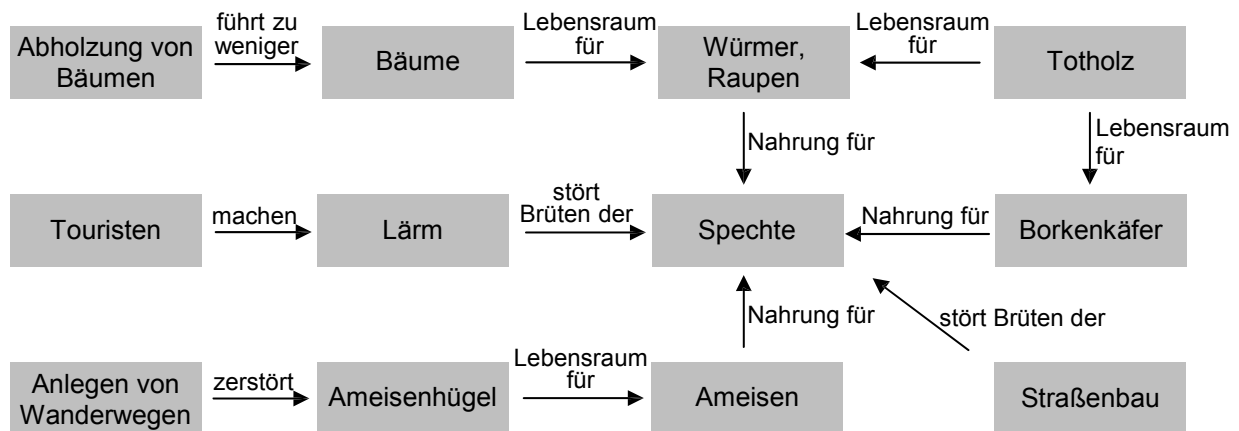 führt zu
weniger
Lebensraum
für
Lebensraum
für
Abholzung von
Bäumen
Bäume
Würmer,
Raupen
Totholz
Nahrung für
Lebensraum
für
Touristen
machen
Lärm
stört
Brüten der
Spechte
Nahrung für
Borkenkäfer
Nahrung für
stört Brüten der
Anlegen von
Wanderwegen
zerstört
Ameisenhügel
Lebensraum
für
Ameisen
Straßenbau